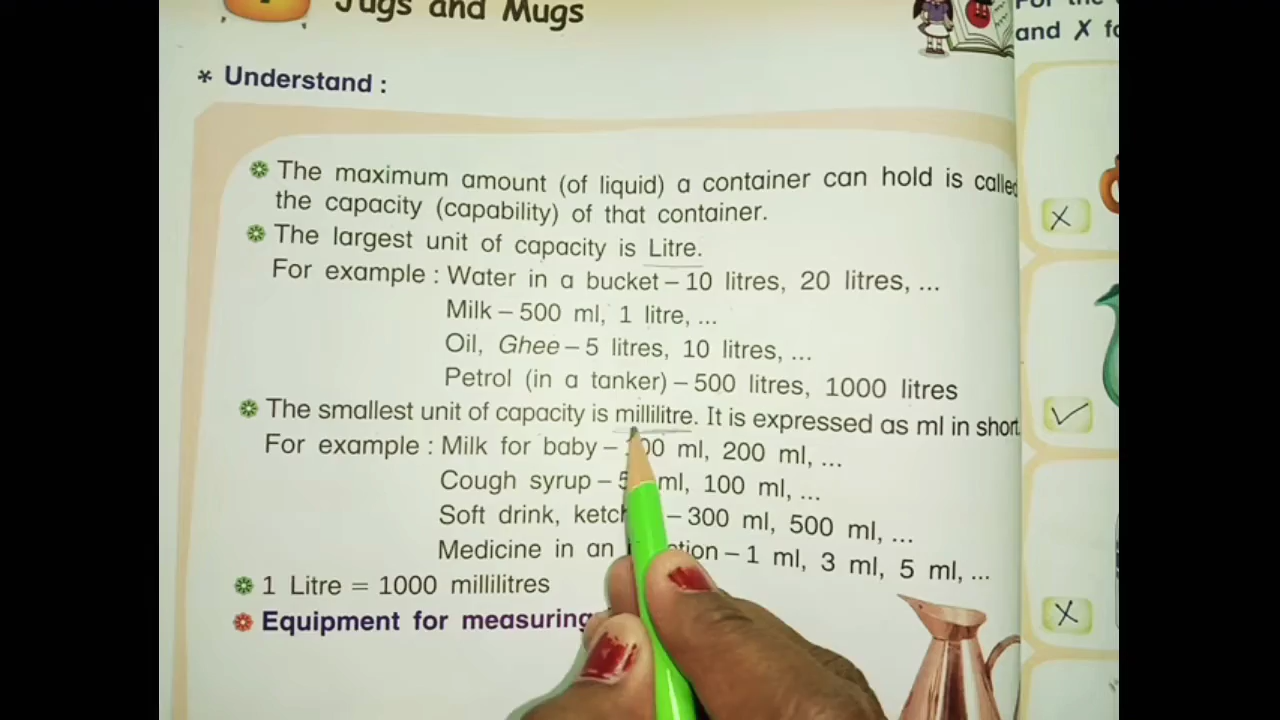 Jugs and Mugs
For the
and ✗ fo
* Understand :
The maximum amount (of liquid) a container can hold is called
the capacity (capability) of that container.
The largest unit of capacity is Litre.
For example : Water in a bucket – 10 litres, 20 litres, ...
Milk – 500 ml, 1 litre, ...
Oil, Ghee – 5 litres, 10 litres, ...
Petrol (in a tanker) – 500 litres, 1000 litres
The smallest unit of capacity is millilitre. It is expressed as ml in short.
For example : Milk for baby – 100 ml, 200 ml, ...
Cough syrup – ml, 100 ml, ...
Soft drink, – 300 ml, 500 ml, ...
Medicine in an – 1 ml, 3 ml, 5 ml, ...
1 Litre = 1000 millilitres
Equipment for measuring